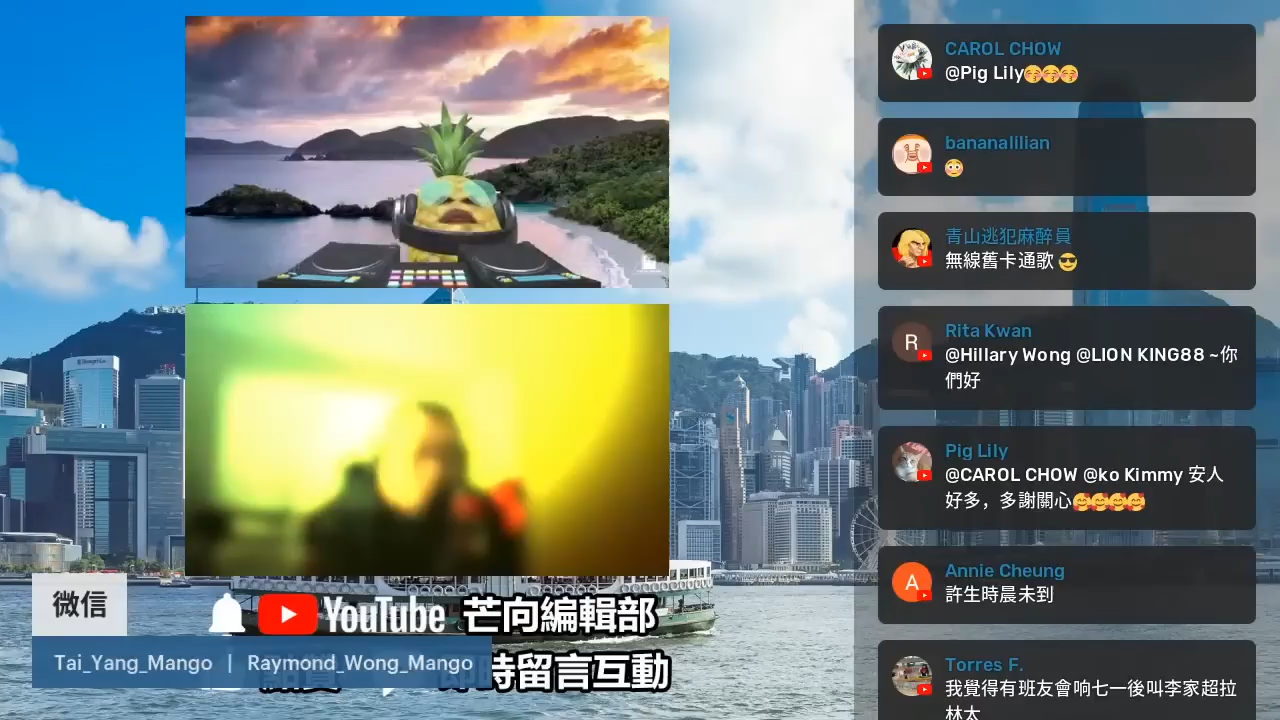 CAROL CHOW
@Pig Lily😚😚😚
bananalilian
😳
青山逃犯麻醉員
無線舊卡通歌 😎
R
Rita Kwan
@Hillary Wong @LION KING88 ~你
們好
Pig Lily
@CAROL CHOW @ko Kimmy 安人
好多，多謝關心🥰🥰🥰🥰
A
Annie Cheung
許生時晨未到
Torres F.
我覺得有班友會响七一後叫李家超拉
林太
微信
YouTube 芒向編輯部
Tai_Yang_Mango | Raymond_Wong_Mango
即時留言互動